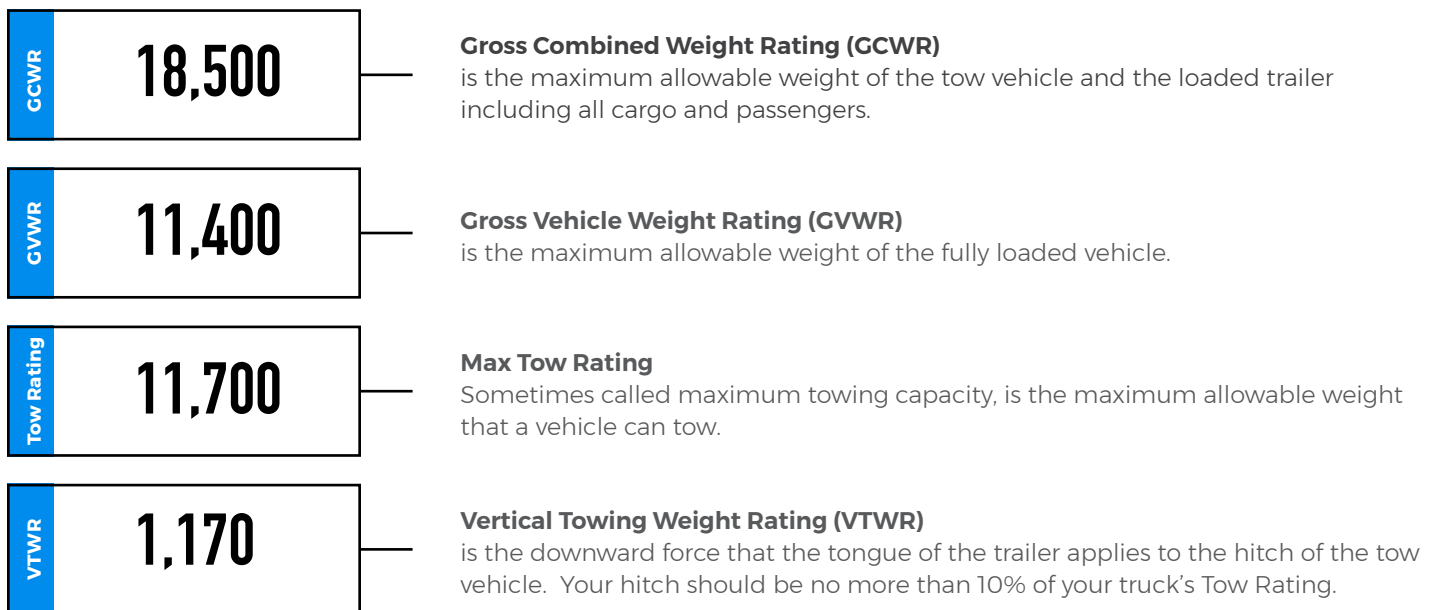 GCWR
18,500
Gross Combined Weight Rating (GCWR)
is the maximum allowable weight of the tow vehicle and the loaded trailer
including all cargo and passengers.
GVWR
11,400
Gross Vehicle Weight Rating (GVWR)
is the maximum allowable weight of the fully loaded vehicle.
Tow Rating
11,700
Max Tow Rating
Sometimes called maximum towing capacity, is the maximum allowable weight
that a vehicle can tow.
VTWR
1,170
Vertical Towing Weight Rating (VTWR)
is the downward force that the tongue of the trailer applies to the hitch of the tow
vehicle.  Your hitch should be no more than 10% of your truck's Tow Rating.